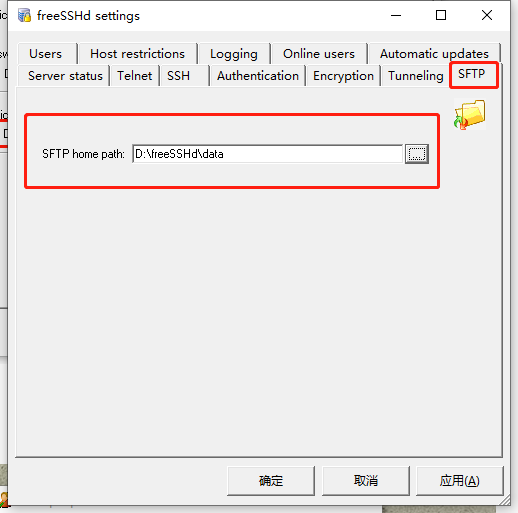 freeSSHd settings
Users Host restrictions Logging Online users Automatic updates
Server status Telnet SSH Authentication Encryption Tunneling SFTP
SFTP home path: D:\freeSSHd\data ...
确定 取消 应用(A)